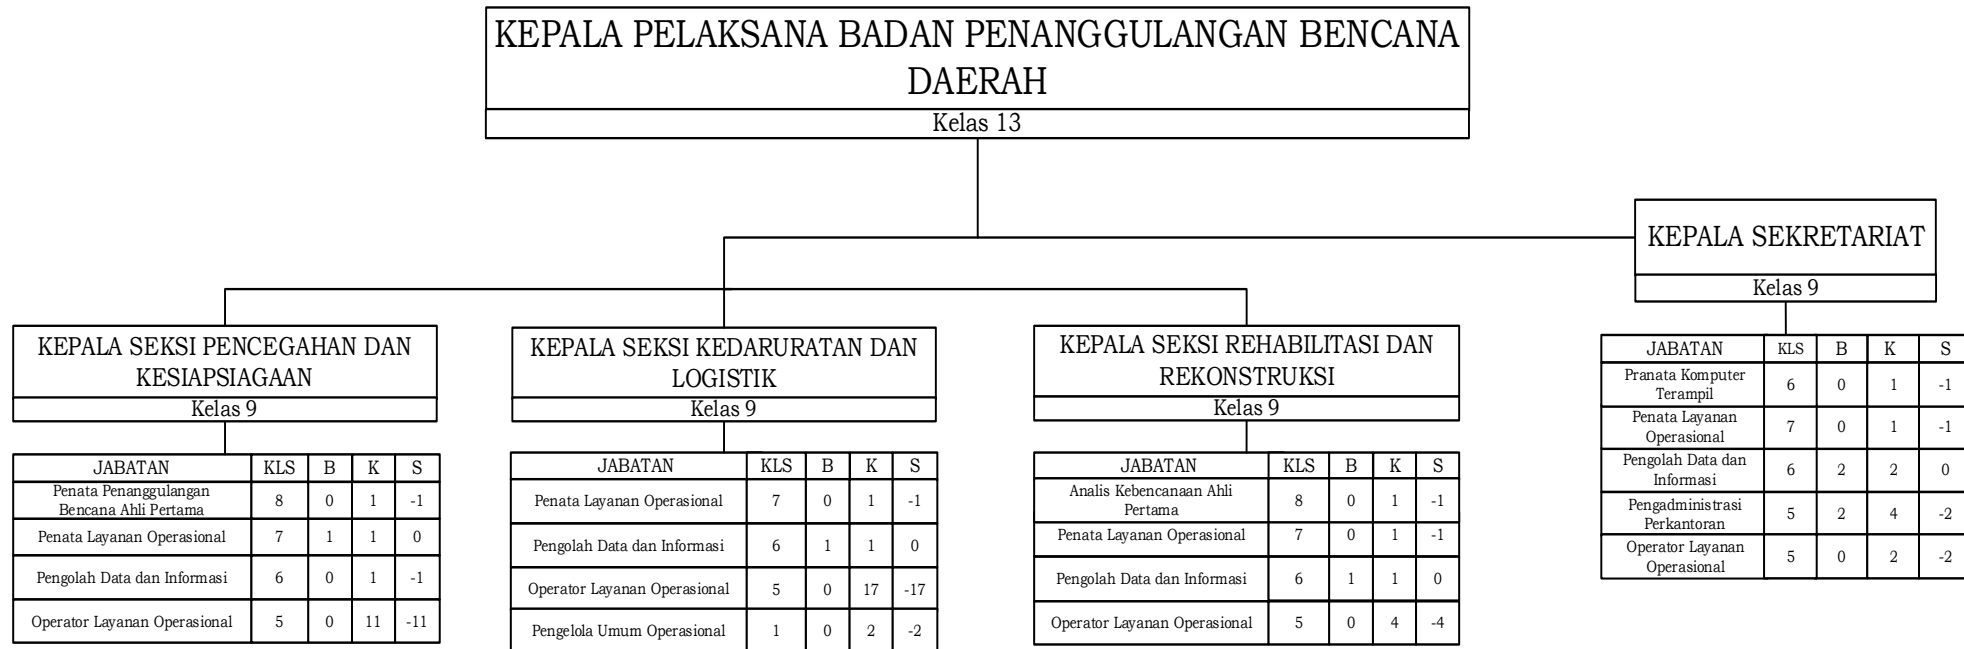 KEPALA PELAKSANA BADAN PENANGGULANGAN BENCANA
DAERAH
Kelas 13
KEPALA SEKRETARIAT
Kelas 9
JABATAN KLS B K S
Pranata Komputer
Terampil 6 0 1 -1
Penata Layanan
Operasional 7 0 1 -1
Pengolah Data dan
Informasi 6 2 2 0
Pengadministrasi
Perkantoran 5 2 4 -2
Operator Layanan
Operasional 5 0 2 -2
KEPALA SEKSI PENCEGAHAN DAN
KESIAPSIAGAAN
Kelas 9
JABATAN KLS B K S
Penata Penanggulangan
Bencana Ahli Pertama 8 0 1 -1
Penata Layanan Operasional 7 1 1 0
Pengolah Data dan Informasi 6 0 1 -1
Operator Layanan Operasional 5 0 11 -11
KEPALA SEKSI KEDARURATAN DAN
LOGISTIK
Kelas 9
JABATAN KLS B K S
Penata Layanan Operasional 7 0 1 -1
Pengolah Data dan Informasi 6 1 1 0
Operator Layanan Operasional 5 0 17 -17
Pengelola Umum Operasional 1 0 2 -2
KEPALA SEKSI REHABILITASI DAN
REKONSTRUKSI
Kelas 9
JABATAN KLS B K S
Analis Kebencanaan Ahli
Pertama 8 0 1 -1
Penata Layanan Operasional 7 0 1 -1
Pengolah Data dan Informasi 6 1 1 0
Operator Layanan Operasional 5 0 4 -4